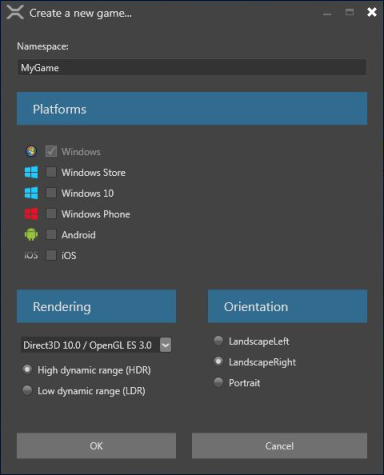 Create a new game...
Namespace:
MyGame
Platforms
Windows
Windows Store
Windows 10
Windows Phone
Android
iOS iOS
Rendering
Direct3D 10.0 / OpenGL ES 3.0
High dynamic range (HDR)
Low dynamic range (LDR)
Orientation
LandscapeLeft
LandscapeRight
Portrait
OK
Cancel